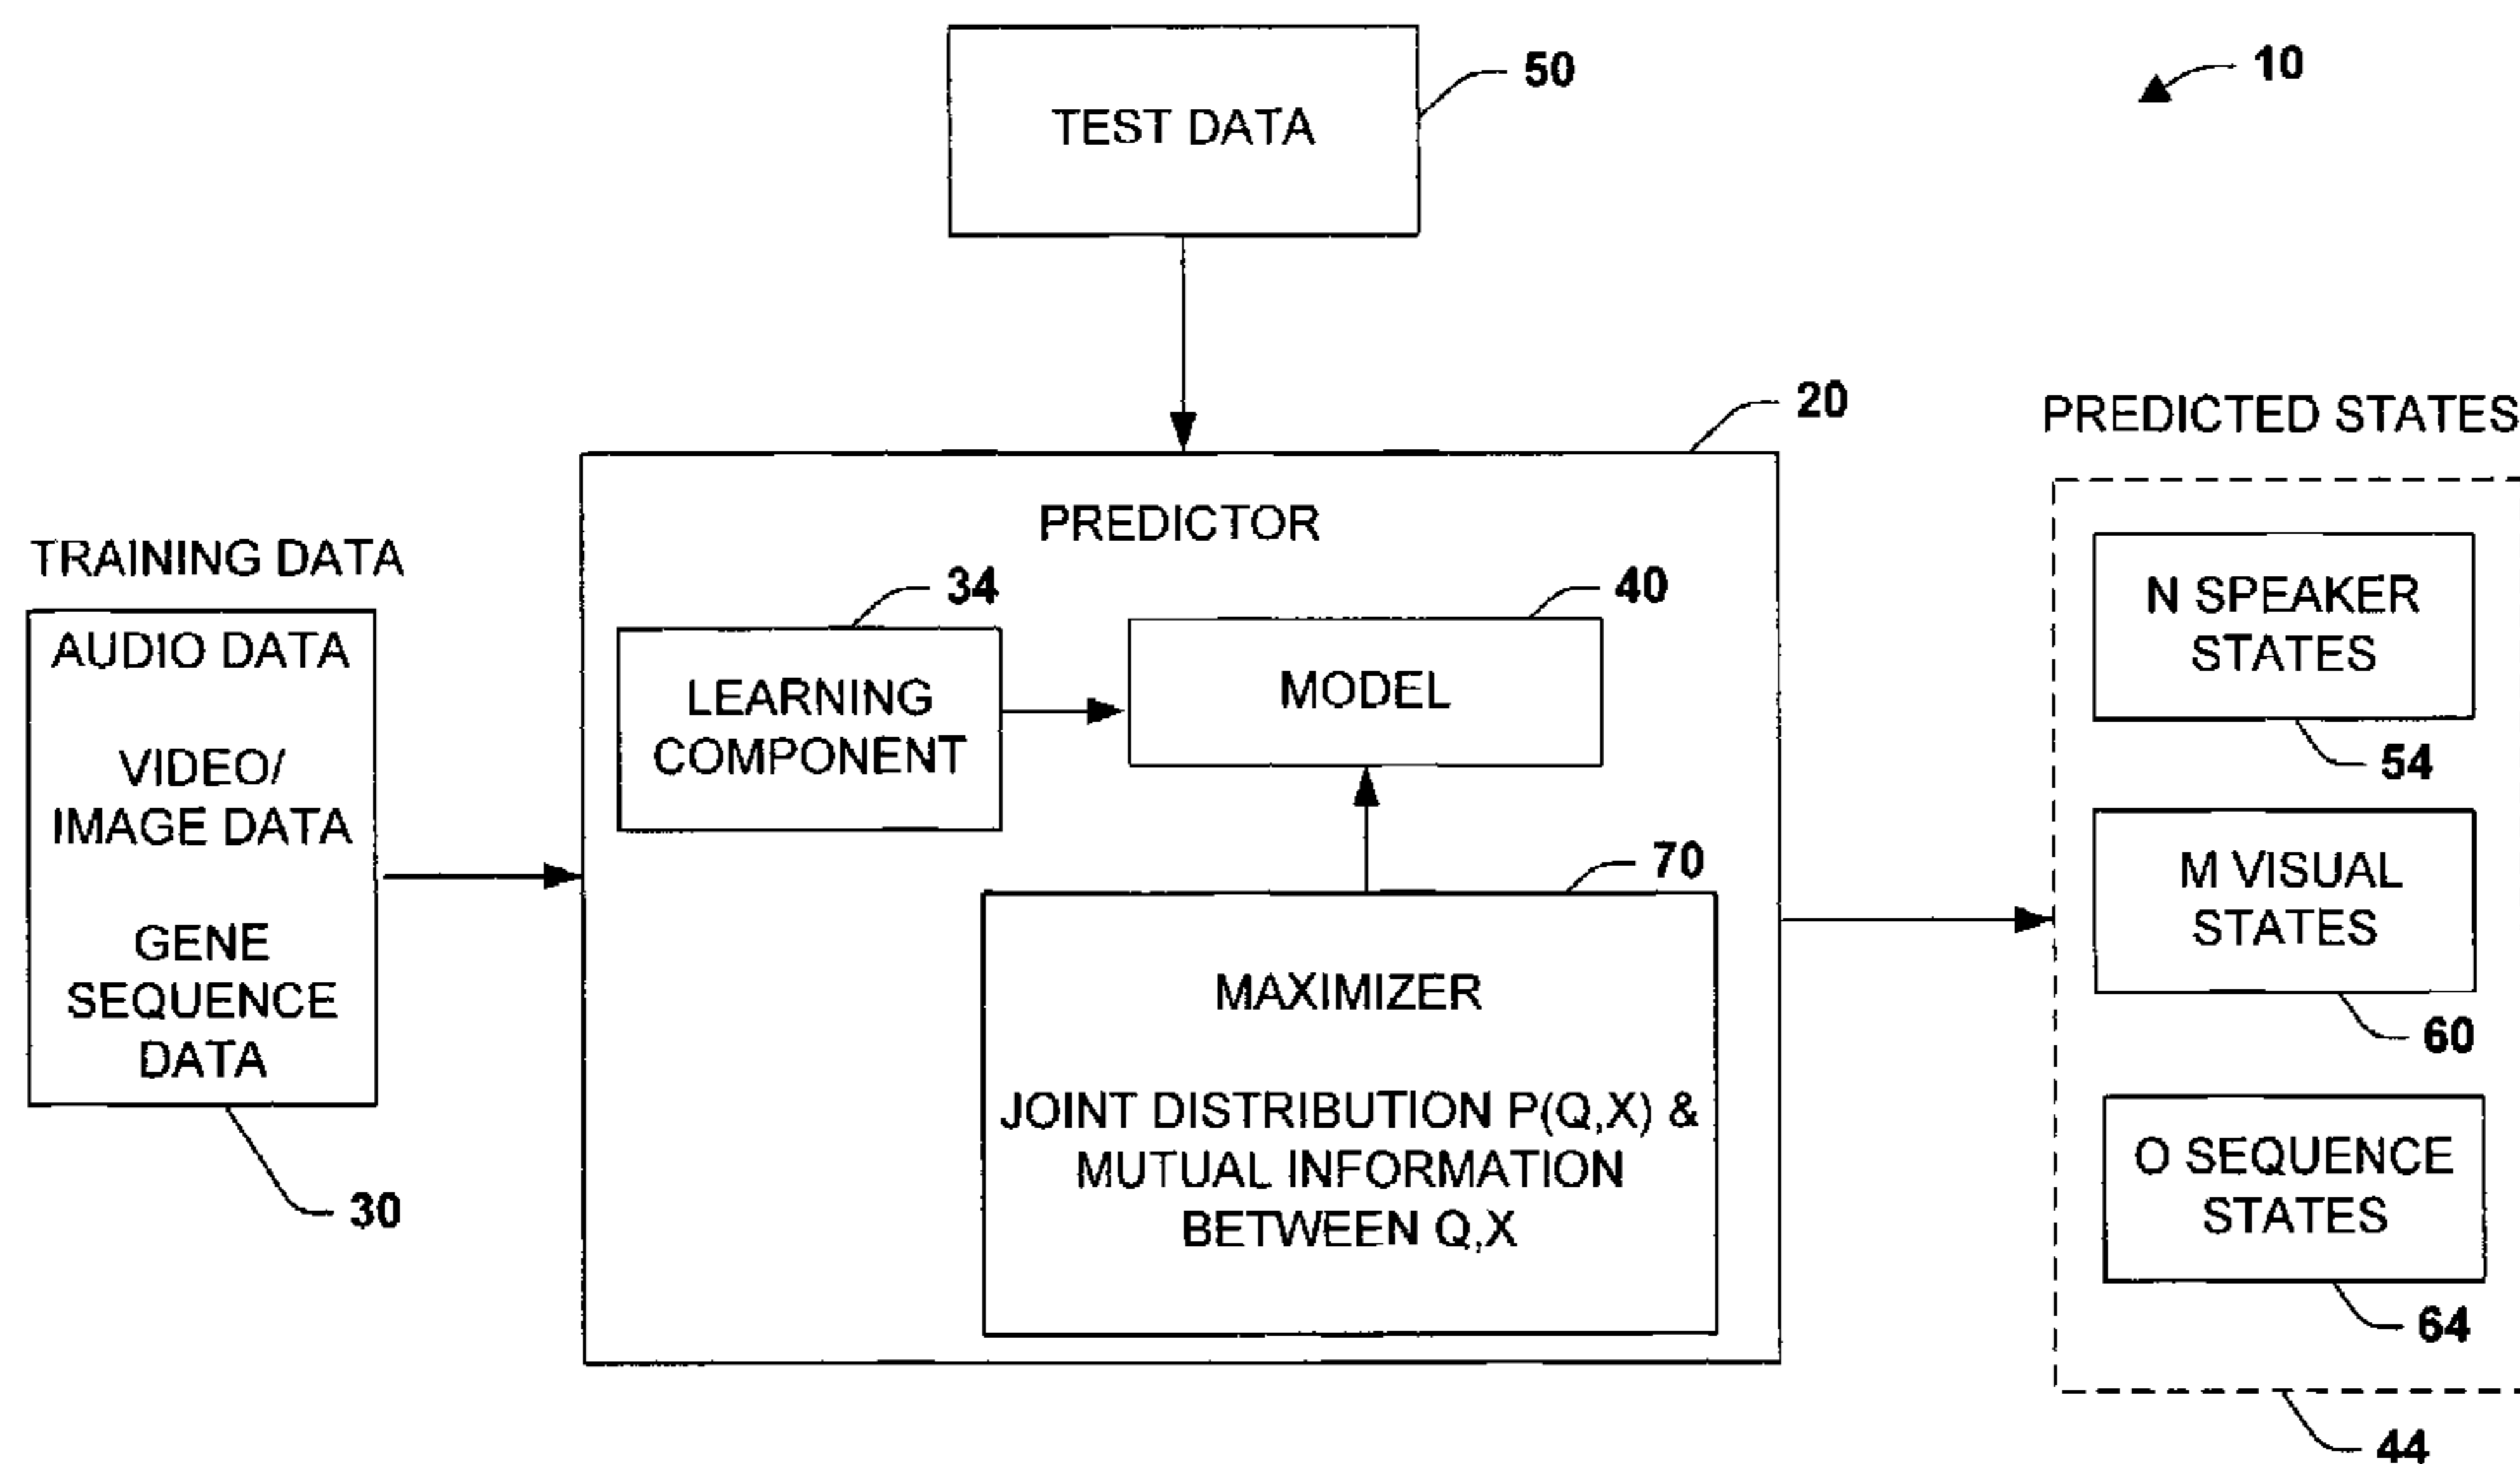 50
TEST DATA
10
20
PREDICTED STATES
PREDICTOR
TRAINING DATA
AUDIO DATA
VIDEO/
IMAGE DATA
GENE
SEQUENCE
DATA
30
34
LEARNING
COMPONENT
40
MODEL
70
MAXIMIZER
JOINT DISTRIBUTION P(Q,X) &
MUTUAL INFORMATION
BETWEEN Q,X
N SPEAKER
STATES
54
M VISUAL
STATES
60
O SEQUENCE
STATES
64
44